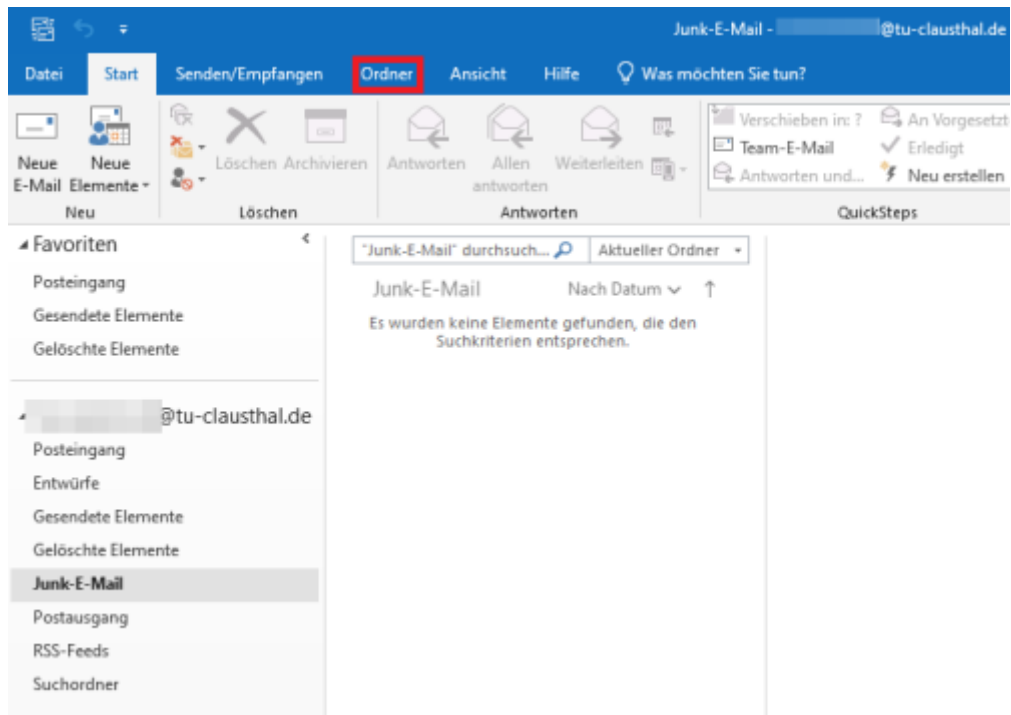 Junk-E-Mail - @tu-clausthal.de
Datei Start Senden/Empfangen Ordner Ansicht Hilfe Was möchten Sie tun?
Neue E-Mail
Neue Elemente
Löschen Archivieren
Antworten
Allen antworten
Weiterleiten
Verschieben in: ?
Team-E-Mail
Antworten und...
An Vorgesetzt
Erledigt
Neu erstellen
Neu Löschen Antworten QuickSteps
Favoriten
Posteingang
Gesendete Elemente
Gelöschte Elemente
@tu-clausthal.de
Posteingang
Entwürfe
Gesendete Elemente
Gelöschte Elemente
Junk-E-Mail
Postausgang
RSS-Feeds
Suchordner
"Junk-E-Mail" durchsuch... Aktueller Ordner
Junk-E-Mail Nach Datum
Es wurden keine Elemente gefunden, die den
Suchkriterien entsprechen.